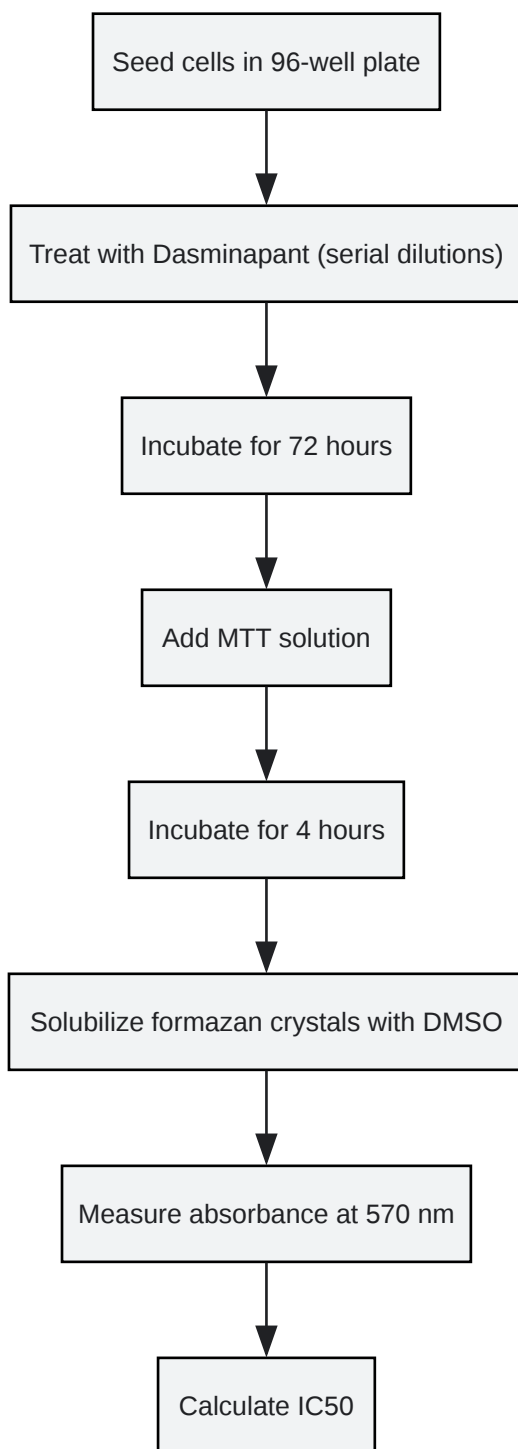 Seed cells in 96-well plate
Treat with Dasminapant (serial dilutions)
Incubate for 72 hours
Add MTT solution
Incubate for 4 hours
Solubilize formazan crystals with DMSO
Measure absorbance at 570 nm
Calculate IC50